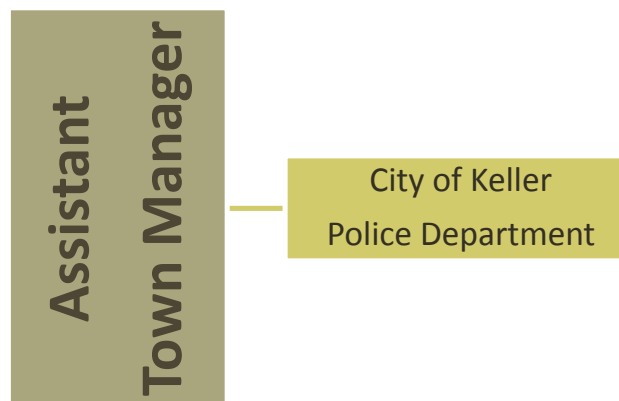 Assistant
Town Manager
City of Keller
Police Department